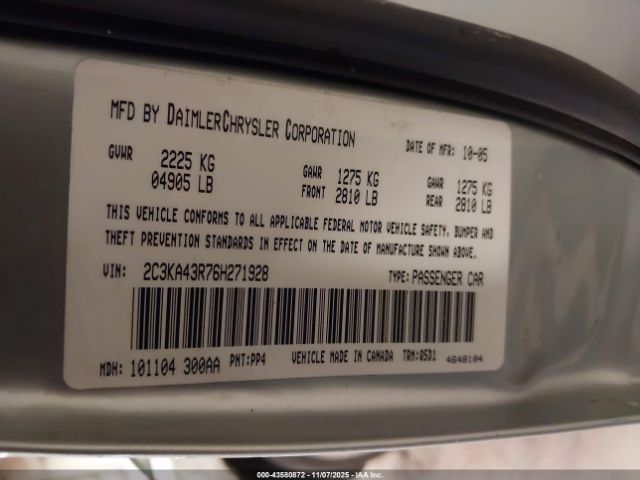 MFD BY DAIMLERCHRYSLER CORPORATION
DATE OF MFR: 10-05
GVWR 2225 KG 04905 LB
GAWR FRONT 1275 KG 2810 LB
GAWR REAR 1275 KG 2810 LB
THIS VEHICLE CONFORMS TO ALL APPLICABLE FEDERAL MOTOR VEHICLE SAFETY, BUMPER AND
THEFT PREVENTION STANDARDS IN EFFECT ON THE DATE OF MANUFACTURE SHOWN ABOVE.
VIN: 2C3KA43R76H271928 TYPE: PASSENGER CAR
MDH: 101104 300AA PNT:PP4 VEHICLE MADE IN CANADA TRM:05D1 4648104
000-43580872 — 11/07/2025 — IAA Inc.